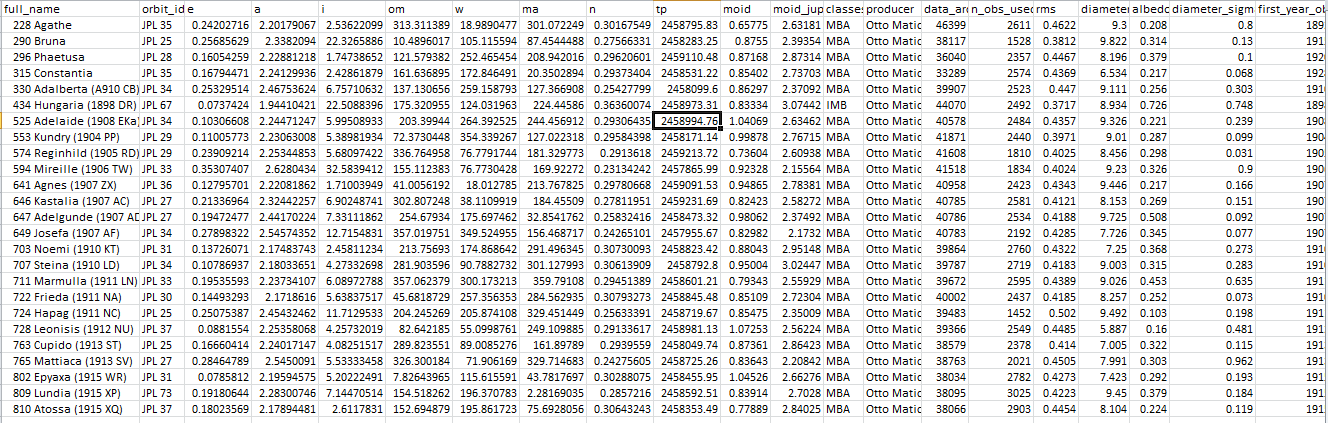 full_name orbit_id e a i om w ma n tp moid moid_jup classes producer data_ar n_obs_used rms diameter albedo diameter_sigm first_year_ob
228 Agathe JPL 35 0.24202716 2.20179067 2.53622099 313.311389 18.9890477 301.072249 0.30167549 2458795.83 0.65775 2.63181 MBA Otto Matic 46399 2611 0.4622 9.3 0.208 0.8 189
290 Bruna JPL 25 0.25685629 2.3382094 22.3265886 10.4896017 105.115594 87.4544488 0.27566331 2458283.25 0.8755 2.39354 MBA Otto Matic 38117 1528 0.3812 9.822 0.314 0.13 191
296 Phaetusa JPL 28 0.16054259 2.22881218 1.74738652 121.579382 252.465454 208.942016 0.29620601 2459110.48 0.87168 2.87314 MBA Otto Matic 36040 2357 0.4467 8.196 0.379 0.1 192
315 Constantia JPL 35 0.16794471 2.24129936 2.42861879 161.636895 172.846491 20.3502894 0.29373404 2458531.22 0.85402 2.73703 MBA Otto Matic 33289 2574 0.4369 6.534 0.217 0.068 192
330 Adalberta (A910 CB) JPL 34 0.25329514 2.46753624 6.75710632 137.130656 259.158793 127.366908 0.25427799 2458099.6 0.86297 2.37092 MBA Otto Matic 39907 2523 0.447 9.111 0.256 0.303 191
434 Hungaria (1898 DR) JPL 67 0.0737424 1.94410421 22.5088396 175.320955 124.031963 224.44586 0.36360074 2458973.31 0.83334 3.07442 IMB Otto Matic 44070 2492 0.3717 8.934 0.726 0.748 189
525 Adelaide (1908 EKa) JPL 34 0.10306608 2.24471247 5.99508933 203.39944 264.392525 244.456912 0.29306435 2458994.76 1.04069 2.63462 MBA Otto Matic 40578 2484 0.4357 9.326 0.221 0.239 190
553 Kundry (1904 PP) JPL 29 0.11005773 2.23063008 5.38981934 72.3730448 354.339267 127.022318 0.29584398 2458171.14 0.99878 2.76715 MBA Otto Matic 41871 2440 0.3971 9.01 0.287 0.099 190
574 Reginhild (1905 RD) JPL 29 0.23909214 2.25344853 5.68097422 336.764958 76.7791744 181.329773 0.2913618 2459213.72 0.73604 2.60938 MBA Otto Matic 41608 1810 0.4025 8.456 0.298 0.031 190
594 Mireille (1906 TW) JPL 33 0.35307407 2.6280434 32.5839412 155.112383 76.7730428 169.92272 0.23134242 2457865.99 0.92328 2.15564 MBA Otto Matic 41518 1834 0.4024 9.23 0.326 0.9 190
641 Agnes (1907 ZX) JPL 36 0.12795701 2.22081862 1.71003949 41.0056192 18.012785 213.767825 0.29780668 2459091.53 0.94865 2.78381 MBA Otto Matic 40958 2423 0.4343 9.446 0.217 0.166 190
646 Kastalia (1907 AC) JPL 27 0.21336964 2.32442257 6.90248741 302.807248 38.1109919 184.45509 0.27811951 2459231.69 0.82423 2.58272 MBA Otto Matic 40785 2581 0.4121 8.153 0.269 0.151 190
647 Adelgunde (1907 AD JPL 27 0.19472477 2.44170224 7.33111862 254.67934 175.697462 32.8541762 0.25832416 2458473.32 0.98062 2.37492 MBA Otto Matic 40786 2534 0.4188 9.725 0.508 0.092 190
649 Josefa (1907 AF) JPL 34 0.27898322 2.54574352 12.7154831 357.019751 349.524955 156.468717 0.24265101 2457955.67 0.82982 2.1732 MBA Otto Matic 40783 2192 0.4285 7.726 0.345 0.077 190
703 Noemi (1910 KT) JPL 31 0.13726071 2.17483743 2.45811234 213.75693 174.868642 291.496345 0.30730093 2458823.42 0.88043 2.95148 MBA Otto Matic 39864 2760 0.4322 7.25 0.368 0.273 191
707 Steina (1910 LD) JPL 34 0.10786937 2.18033651 4.27332698 281.903596 90.7882732 301.127993 0.30613909 2458792.8 0.95004 3.02447 MBA Otto Matic 39787 2719 0.4183 9.003 0.315 0.283 191
711 Marmulla (1911 LN) JPL 33 0.19535593 2.23734107 6.08972788 357.062379 300.173213 359.79108 0.29451389 2458601.21 0.79343 2.55929 MBA Otto Matic 39672 2595 0.4389 9.026 0.453 0.635 191
722 Frieda (1911 NA) JPL 30 0.14493293 2.1718616 5.63837517 45.6818729 257.356353 284.562935 0.30793273 2458845.48 0.85109 2.72304 MBA Otto Matic 40002 2437 0.4185 8.257 0.252 0.073 191
724 Hapag (1911 NC) JPL 25 0.25075387 2.45432462 11.7129533 204.245269 205.874108 329.451449 0.25633391 2458719.67 0.85475 2.35009 MBA Otto Matic 39483 1452 0.502 9.492 0.103 0.198 191
728 Leonisis (1912 NU) JPL 37 0.0881554 2.25358068 4.25732019 82.642185 55.0998761 249.109885 0.29133617 2458981.13 1.07253 2.56224 MBA Otto Matic 39366 2549 0.4485 5.887 0.16 0.481 191
763 Cupido (1913 ST) JPL 34 0.16660414 2.24017147 4.08251517 289.823551 89.0085276 161.89789 0.2939559 2458049.74 0.87361 2.86423 MBA Otto Matic 38579 2378 0.414 7.005 0.322 0.115 191
765 Mattiaca (1913 SV) JPL 27 0.28464789 2.5450091 5.53333458 326.300184 71.906169 329.714683 0.24275605 2458725.26 0.83643 2.20842 MBA Otto Matic 38763 2021 0.4505 7.991 0.303 0.962 191
802 Epyaxa (1915 WR) JPL 31 0.0785812 2.19594575 5.20222491 7.82643965 115.615591 43.7817697 0.30288075 2458455.95 1.04526 2.66276 MBA Otto Matic 38034 2782 0.4273 7.423 0.292 0.193 191
809 Lundia (1915 XP) JPL 73 0.19180644 2.28300746 7.14470514 154.518262 196.370783 2.28169035 0.2857216 2458592.51 0.83914 2.7028 MBA Otto Matic 38095 3025 0.4223 9.45 0.379 0.184 191
810 Atossa (1915 XQ) JPL 37 0.18023569 2.17894481 2.6117831 152.694879 195.861723 75.6928056 0.30643243 2458353.49 0.77889 2.84025 MBA Otto Matic 38066 2903 0.4454 8.104 0.224 0.119 191